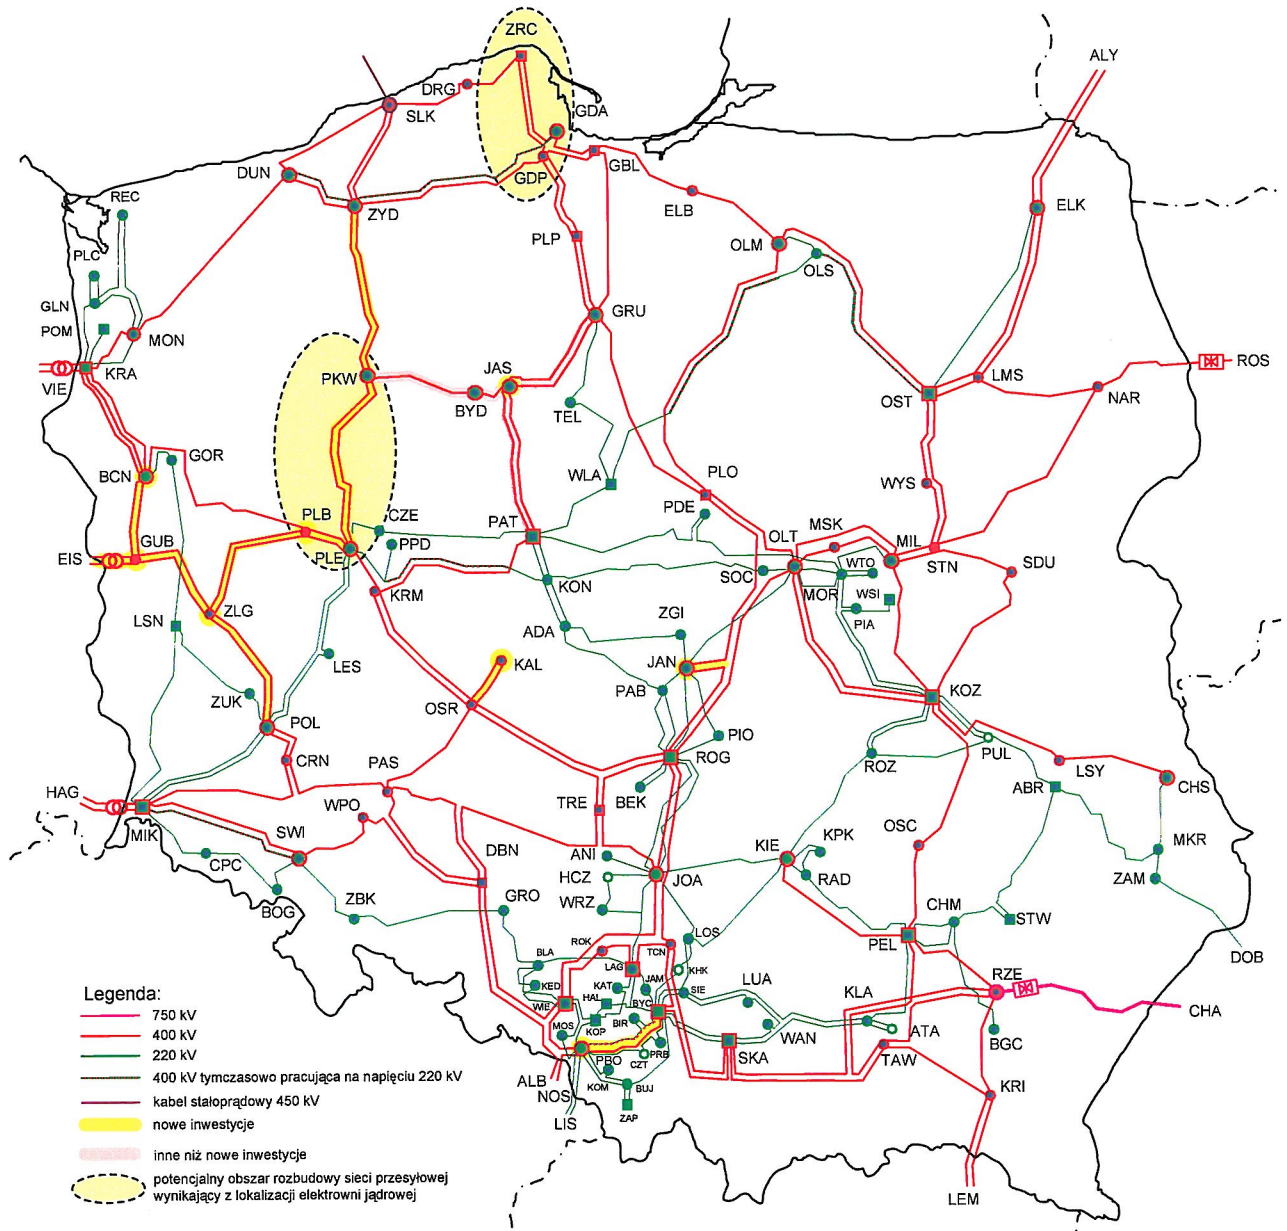 ZRC
ALY
DRG
SLK
GDA
GBL
DUN
GDP
REC
ZYD
ELB
ELK
PLP
OLM
PLC
OLS
GLN
POM
MON
GRU
VIE
KRA
PKW
JAS
LMS
ROS
BYD
TEL
OST
NAR
GOR
BCN
WLA
PLO
WYS
PLB
CZE
PAT
PDE
MSK
EIS
GUB
PLE
PPD
OLT
MIL
STN
SDU
SOC
WTO
KON
MOR
WSI
KRM
ZLG
PIA
LSN
ADA
ZGI
LES
KAL
JAN
ZUK
PAB
KOZ
OSR
POL
PIO
PUL
CRN
ROG
ROZ
LSY
PAS
CHS
HAG
TRE
BEK
ABR
WPO
MIK
SWI
OSC
KPK
MKR
DBN
ANI
KIE
CPC
HCZ
JOA
RAD
ZAM
BOG
ZBK
GRO
WRZ
CHM
STW
LOS
PEL
DOB
ROK
TCN
BLA
LAG
KHK
RZE
KED
KAT
JAM
SIE
LUA
KLA
WIE
HAL
BYC
CHA
MOS
KOP
BIR
WAN
ATA
BGC
PBO
CZT
PRB
SKA
TAW
ALB
KOM
BUJ
KRI
NOS
LIS
ZAP
LEM
Legenda:
750 kV
400 kV
220 kV
400 kV tymczasowo pracująca na napięciu 220 kV
kabel stałoprądowy 450 kV
nowe inwestycje
inne niż nowe inwestycje
potencjalny obszar rozbudowy sieci przesyłowej
wynikający z lokalizacji elektrowni jądrowej